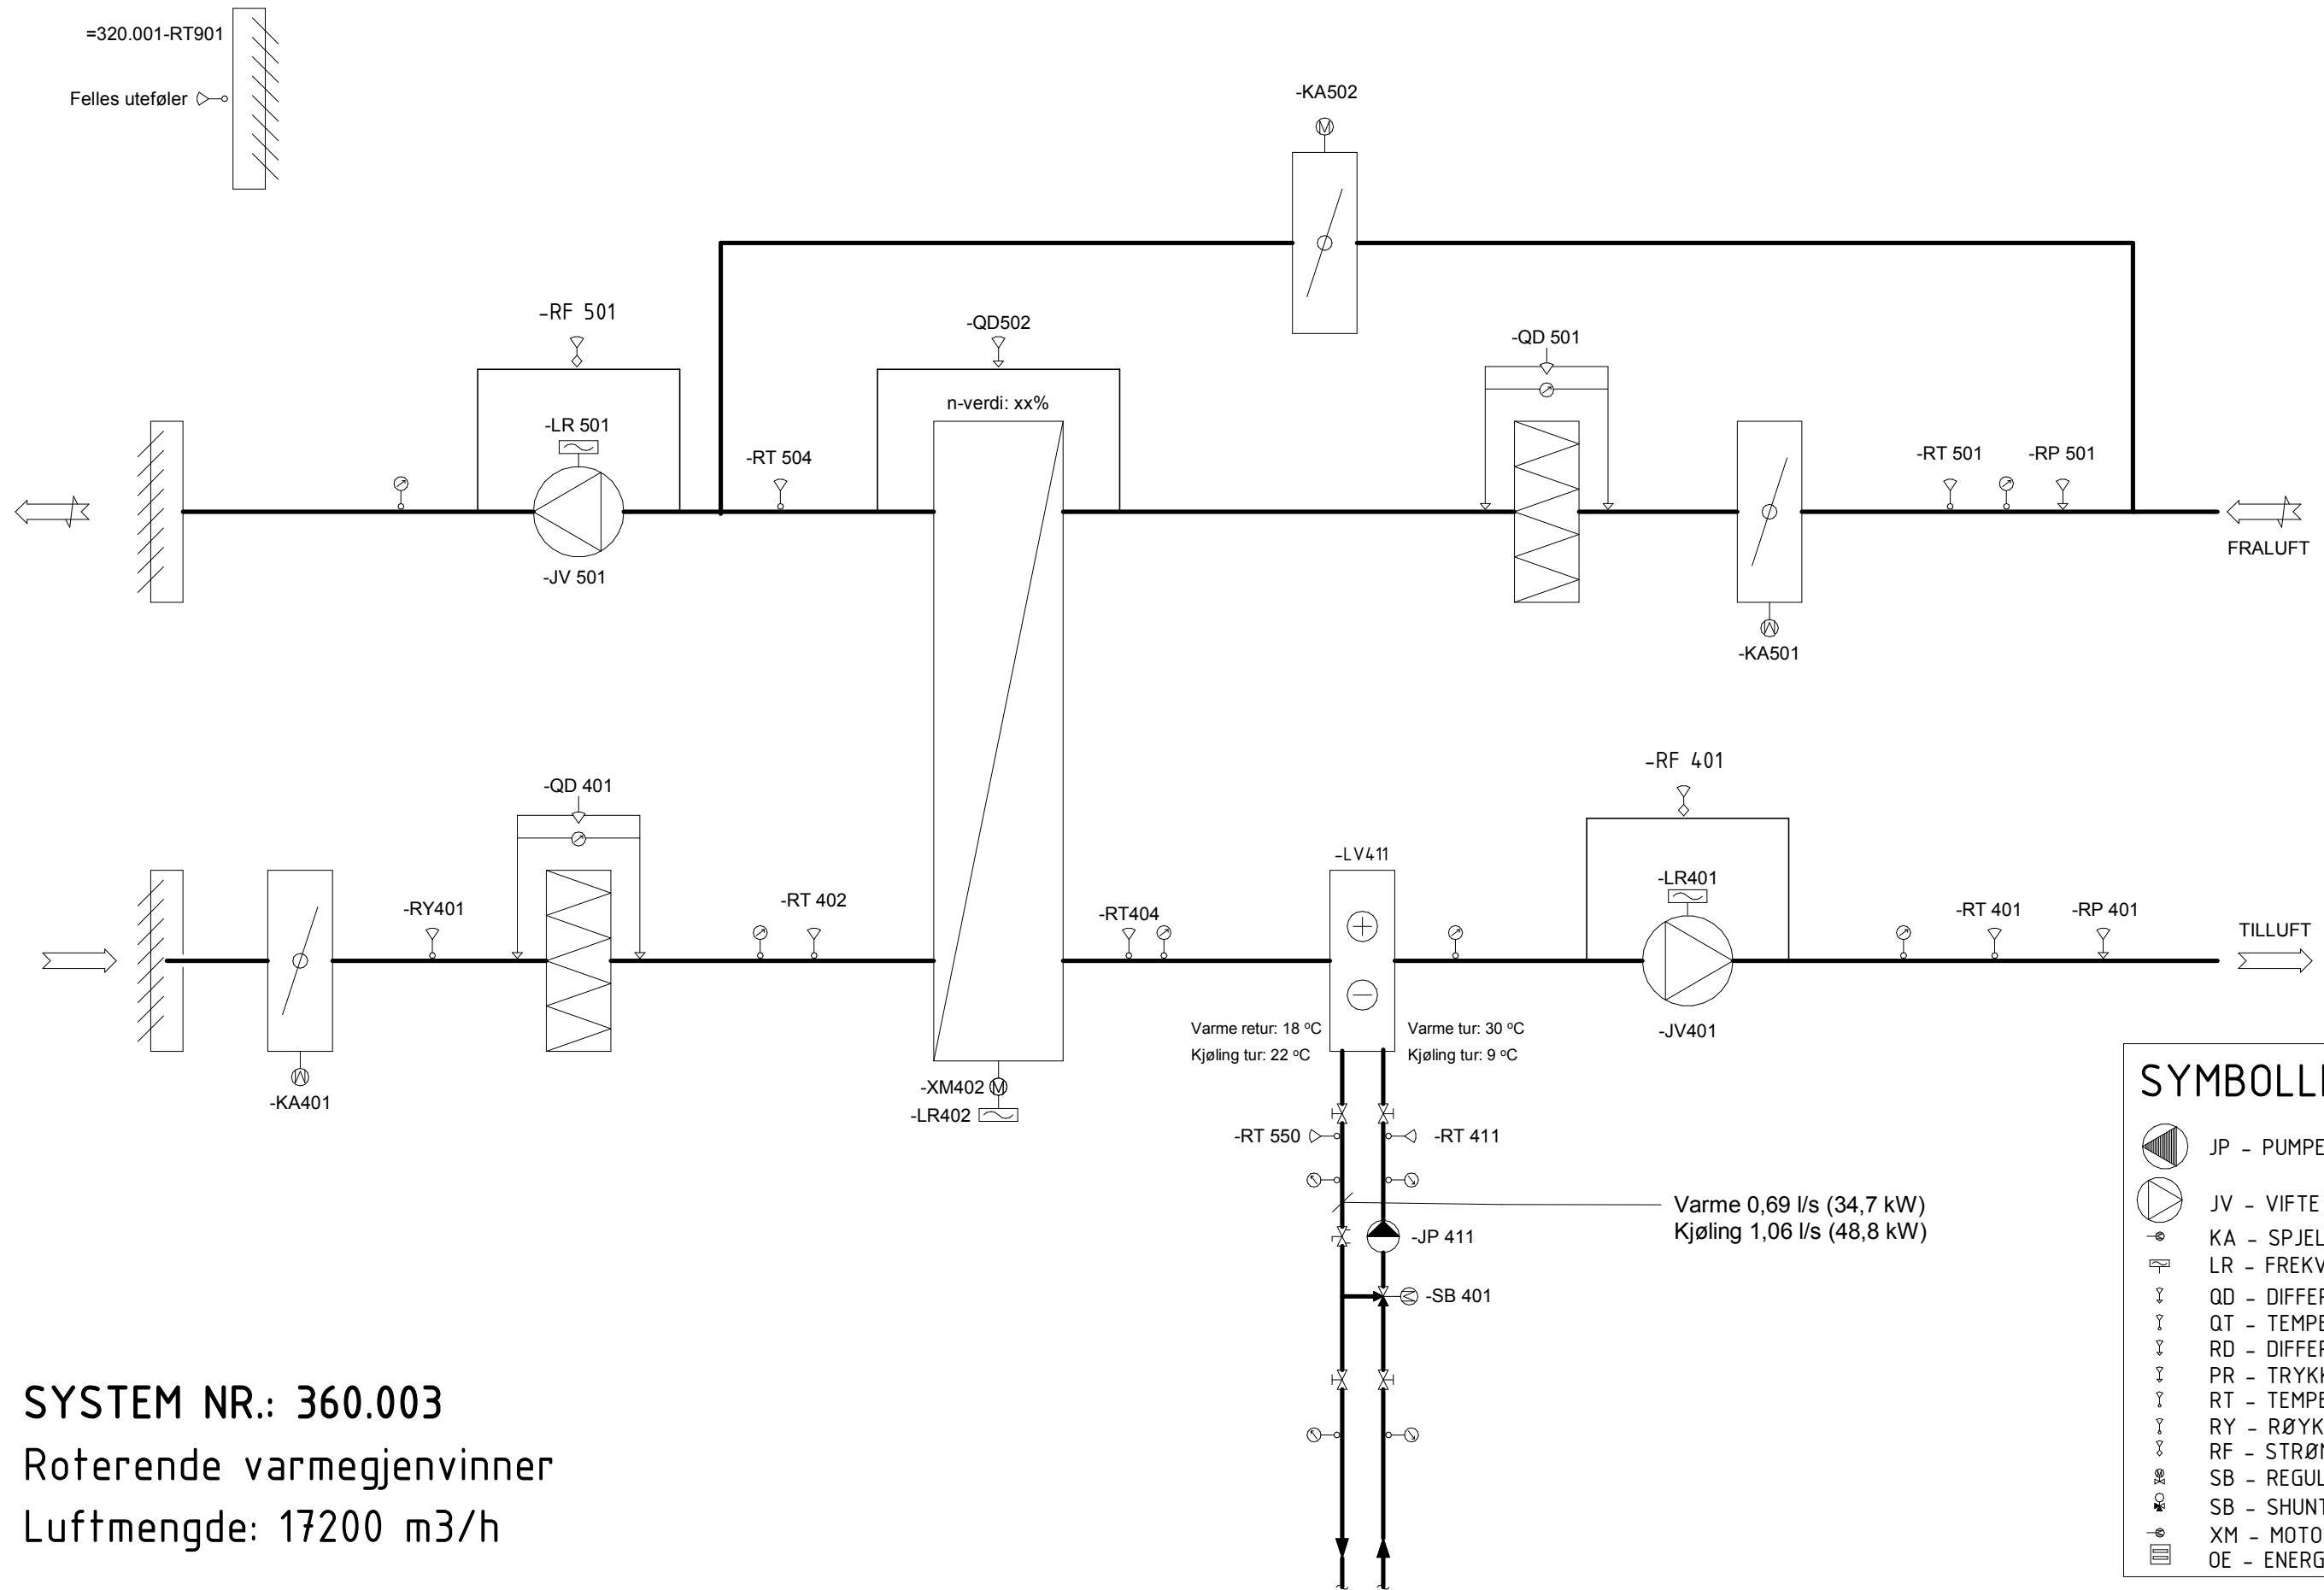 =320.001-RT901
Felles uteføler
-KA502
-RF 501
-QD502
-QD 501
n-verdi: xx%
-LR 501
-RT 504
-RT 501
-RP 501
FRALUFT
-JV 501
-KA501
-RF 401
-QD 401
-LV411
-LR401
-RY401
-RT 402
-RT404
-RT 401
-RP 401
TILLUFT
Varme retur: 18 °C
Varme tur: 30 °C
-JV401
Kjøling tur: 22 °C
Kjøling tur: 9 °C
-XM402
M
-KA401
-LR402
-RT 550
-RT 411
Varme 0,69 l/s (34,7 kW)
Kjøling 1,06 l/s (48,8 kW)
-JP 411
-SB 401
SYSTEM NR.: 360.003
Roterende varmegjenvinner
Luftmengde: 17200 m3/h
SYMBOLL
JP - PUMPE
JV - VIFTE
KA - SPJEL
LR - FREKV
QD - DIFFER
QT - TEMPE
RD - DIFFER
PR - TRYKK
RT - TEMPE
RY - RØYK
RF - STRØM
SB - REGUL
SB - SHUNT
XM - MOTO
OE - ENERG